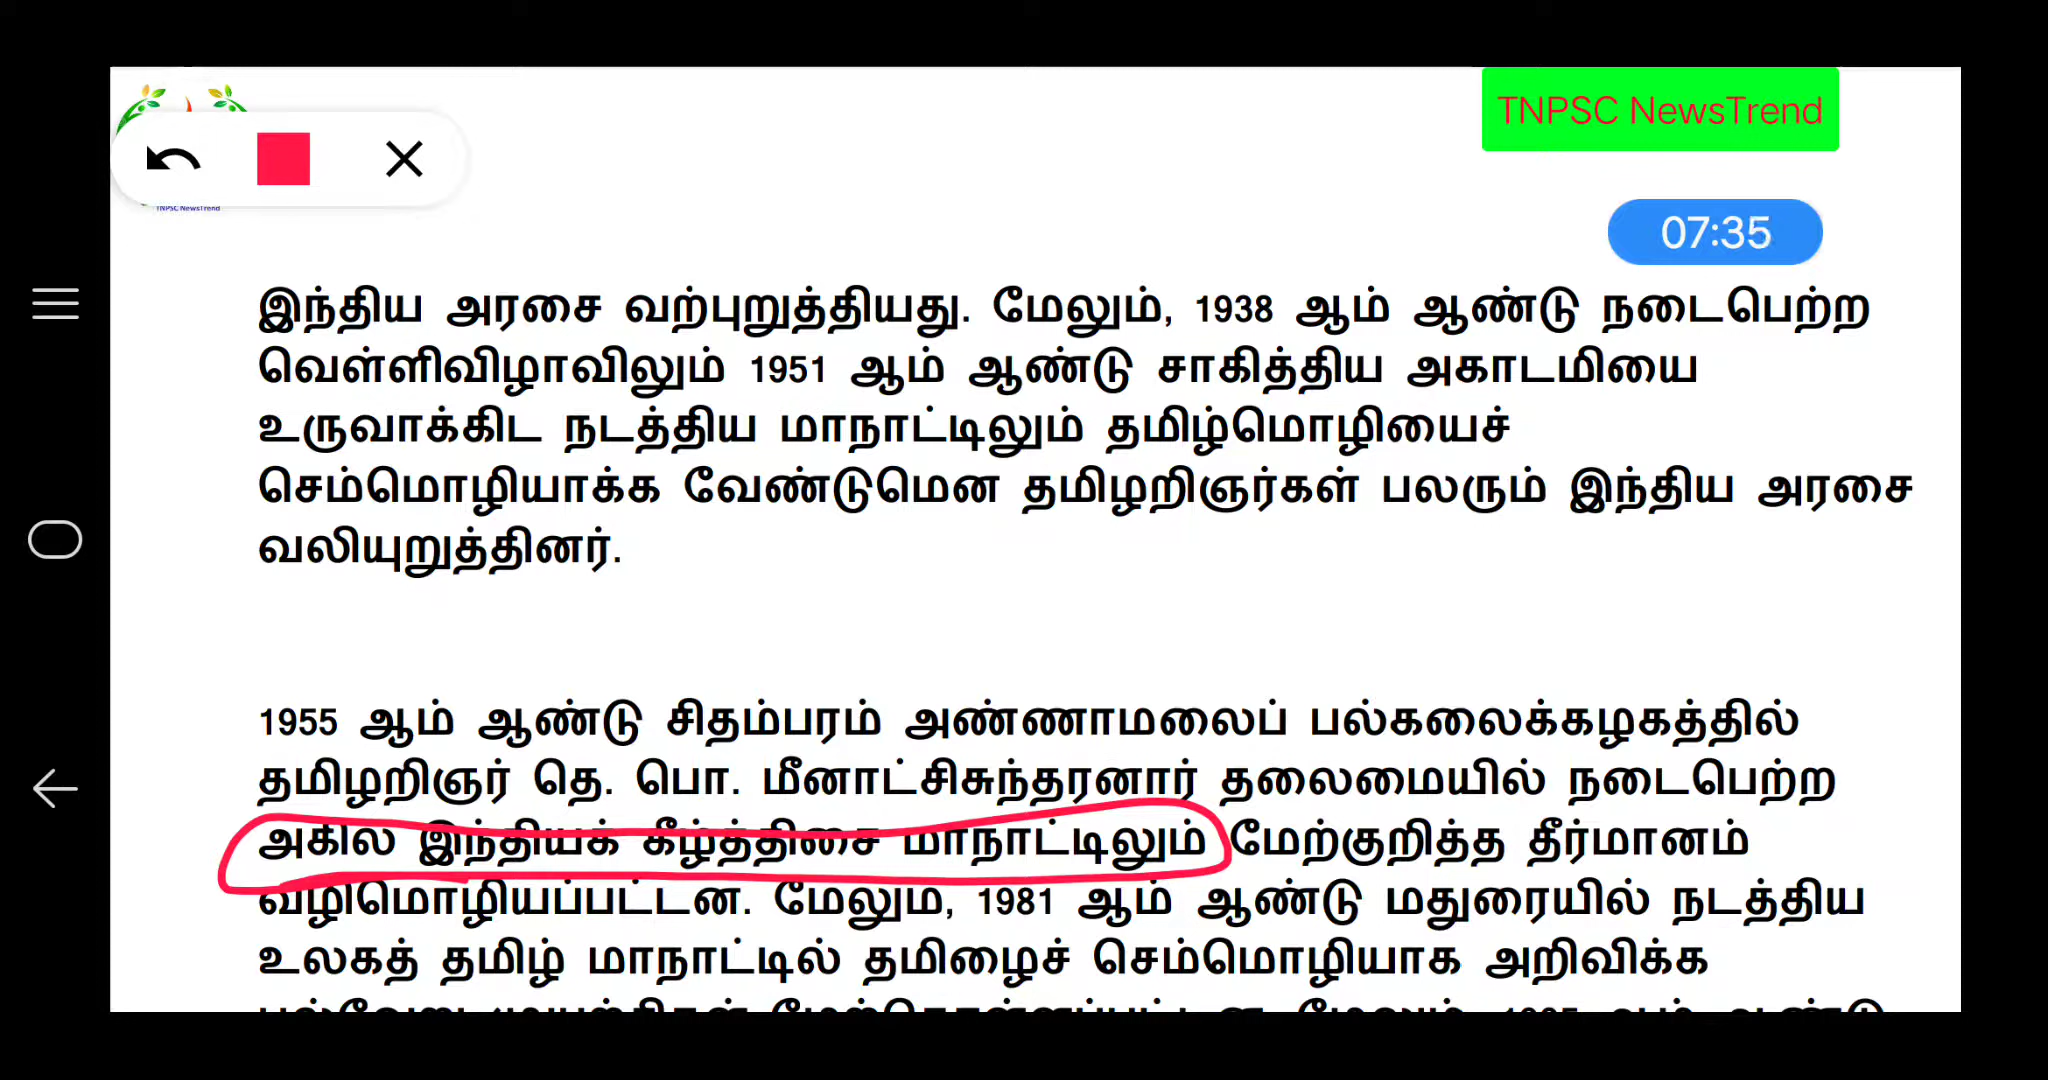 TNPSC NewsTrend
TNPSC NewsTrend
07:35
இந்திய அரசை வற்புறுத்தியது. மேலும், 1938 ஆம் ஆண்டு நடைபெற்ற
வெள்ளிவிழாவிலும் 1951 ஆம் ஆண்டு சாகித்திய அகாடமியை
உருவாக்கிட நடத்திய மாநாட்டிலும் தமிழ்மொழியைச்
செம்மொழியாக்க வேண்டுமென தமிழறிஞர்கள் பலரும் இந்திய அரசை
வலியுறுத்தினர்.
1955 ஆம் ஆண்டு சிதம்பரம் அண்ணாமலைப் பல்கலைக்கழகத்தில்
தமிழறிஞர் தெ. பொ. மீனாட்சிசுந்தரனார் தலைமையில் நடைபெற்ற
அகில இந்தியக் கீழ்த்திசை மாநாட்டிலும் மேற்குறித்த தீர்மானம்
வழிமொழியப்பட்டன. மேலும், 1981 ஆம் ஆண்டு மதுரையில் நடத்திய
உலகத் தமிழ் மாநாட்டில் தமிழைச் செம்மொழியாக அறிவிக்க